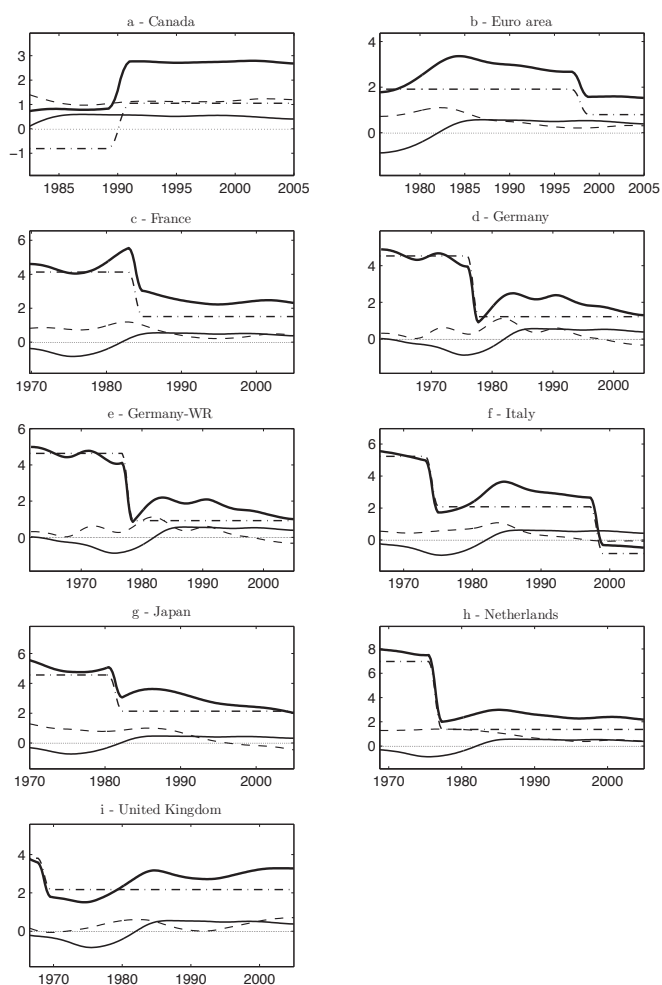 a - Canada
3
2
1
0
−1
1985 1990 1995 2000 2005
b - Euro area
4
2
0
1980 1985 1990 1995 2000 2005
c - France
6
4
2
0
1970 1980 1990 2000
d - Germany
4
2
0
1970 1980 1990 2000
e - Germany-WR
6
4
2
0
1970 1980 1990 2000
f - Italy
6
4
2
0
1970 1980 1990 2000
g - Japan
6
4
2
0
1970 1980 1990 2000
h - Netherlands
8
6
4
2
0
1970 1980 1990 2000
i - United Kingdom
4
2
0
1970 1980 1990 2000